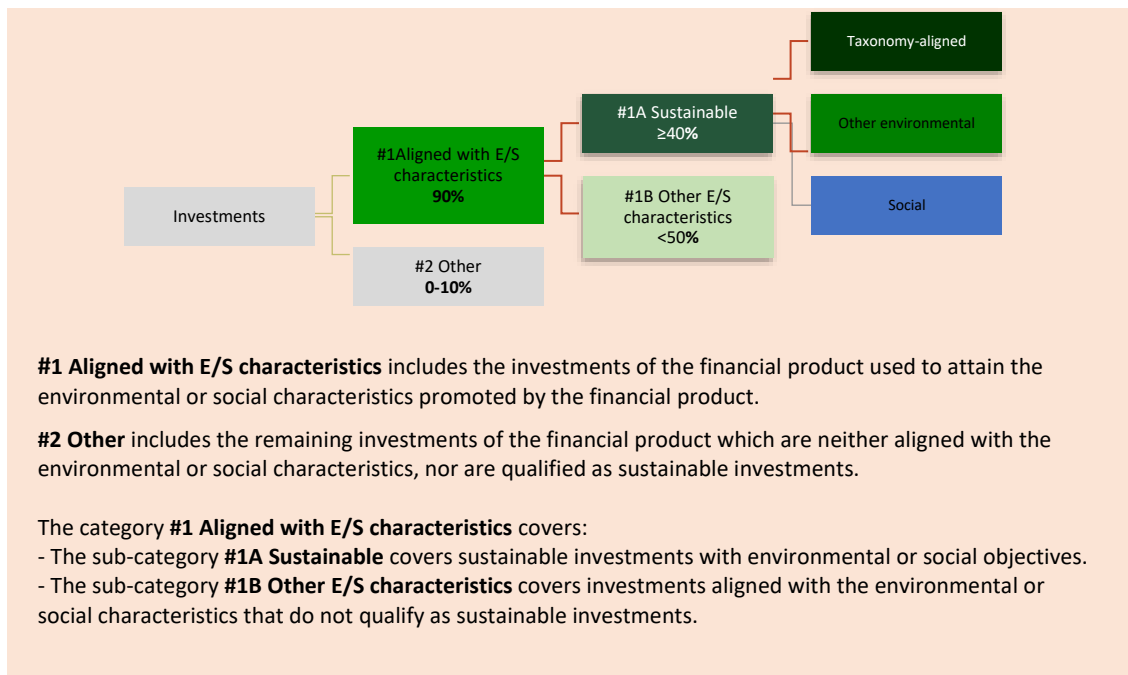 Taxonomy-aligned
#1A Sustainable
≥40%
Other environmental
#1Aligned with E/S
characteristics
90%
#1B Other E/S
characteristics
<50%
Social
Investments
#2 Other
0-10%
#1 Aligned with E/S characteristics includes the investments of the financial product used to attain the
environmental or social characteristics promoted by the financial product.
#2 Other includes the remaining investments of the financial product which are neither aligned with the
environmental or social characteristics, nor are qualified as sustainable investments.
The category #1 Aligned with E/S characteristics covers:
- The sub-category #1A Sustainable covers sustainable investments with environmental or social objectives.
- The sub-category #1B Other E/S characteristics covers investments aligned with the environmental or
social characteristics that do not qualify as sustainable investments.